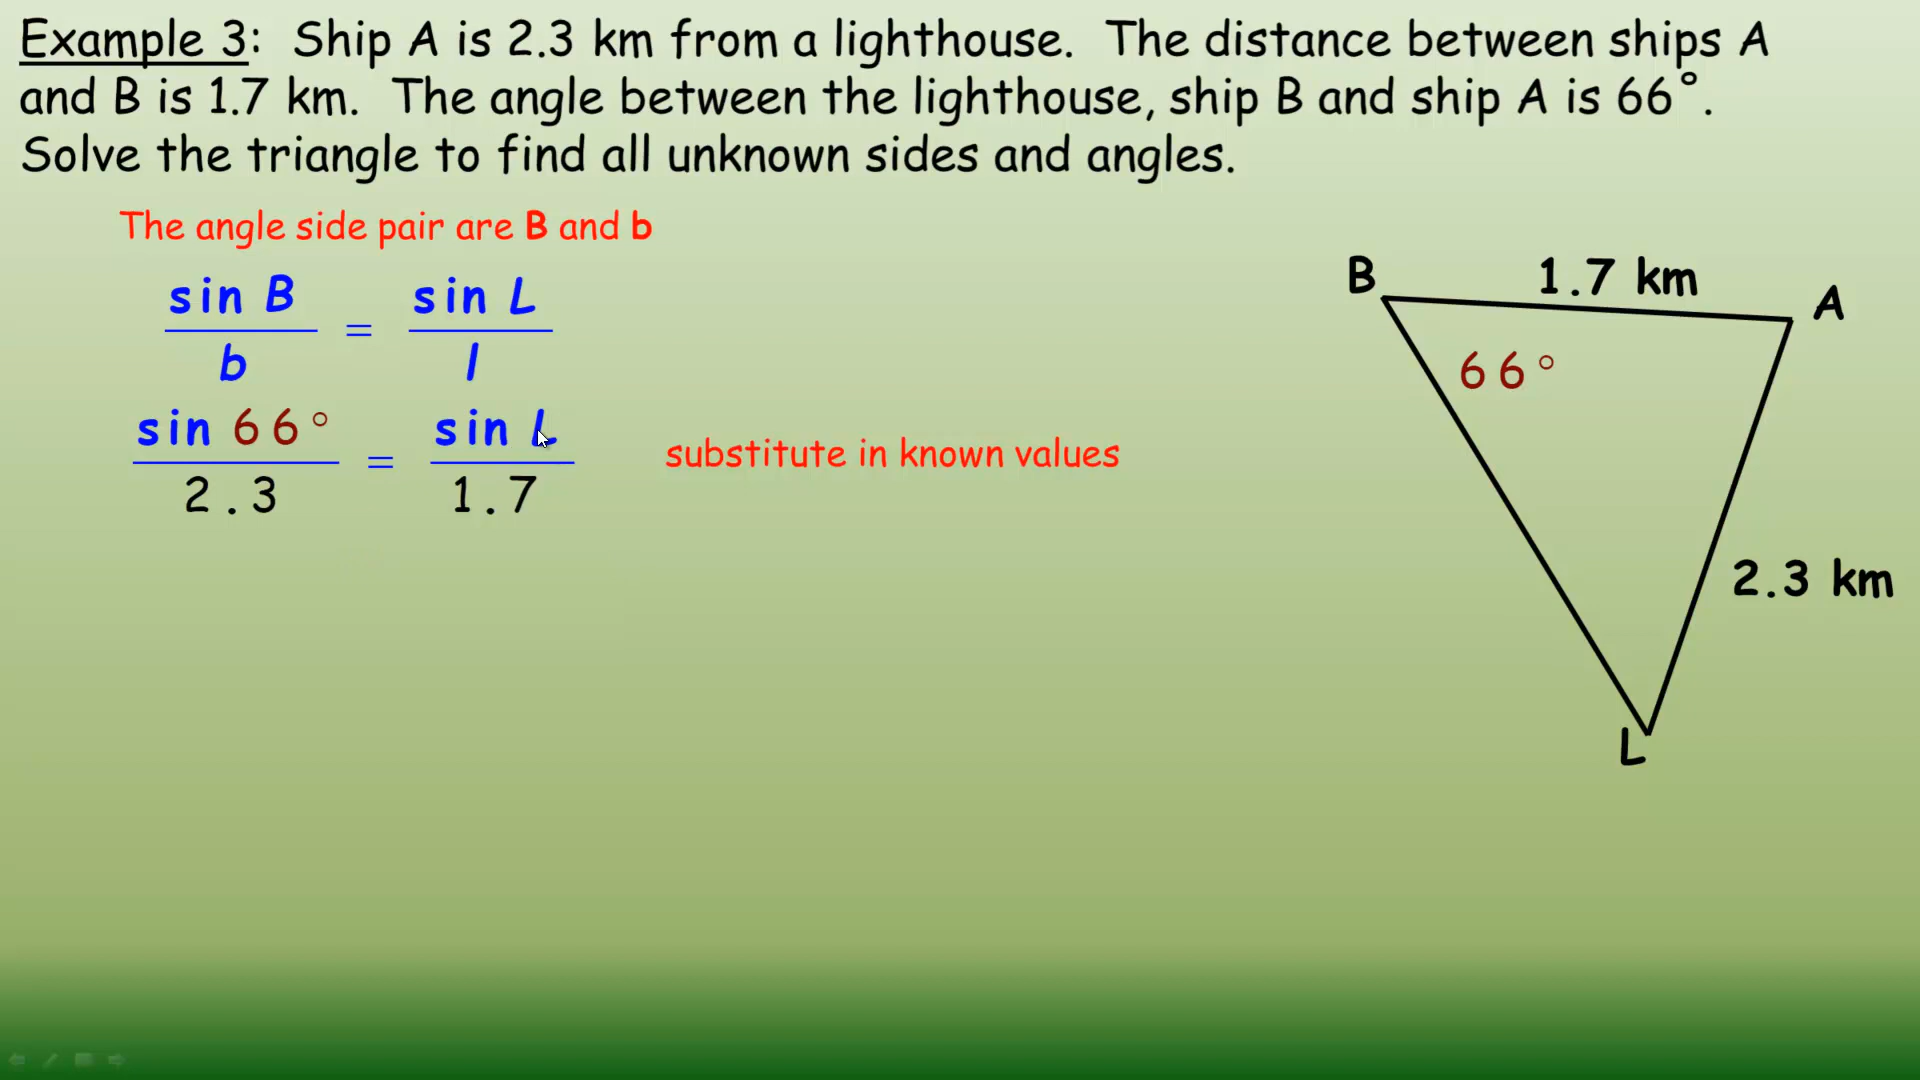 Example 3: Ship A is 2.3 km from a lighthouse. The distance between ships A
and B is 1.7 km. The angle between the lighthouse, ship B and ship A is 66°.
Solve the triangle to find all unknown sides and angles.
The angle side pair are B and b
sin B / b = sin L / l
sin 66° / 2.3 = sin L / 1.7
substitute in known values
B
1.7 km
A
66°
2.3 km
L